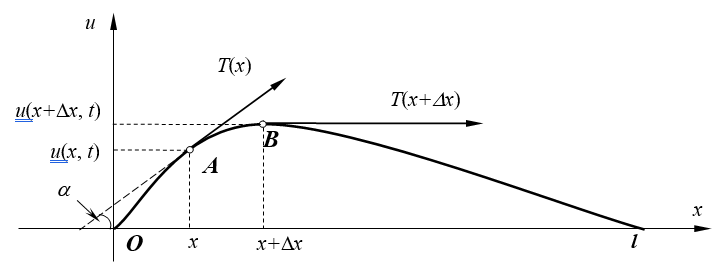 u
T(x)
T(x+Δx)
u(x+Δx, t)
B
u(x, t)
A
α
x
O
x
x+Δx
l